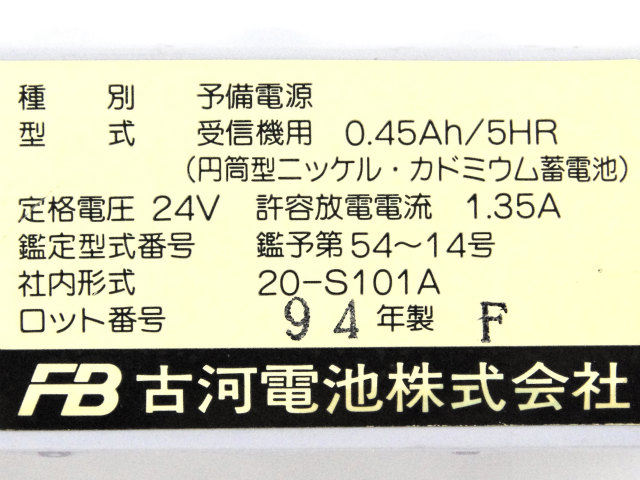 種別 予備電源
型式 受信機用 0.45Ah/5HR
(円筒型ニッケル・カドミウム蓄電池)
定格電圧 24V 許容放電電流 1.35A
鑑定型式番号 鑑予第54〜14号
社内形式 20-S101A
ロット番号 94年製 F
FB 古河電池株式会社